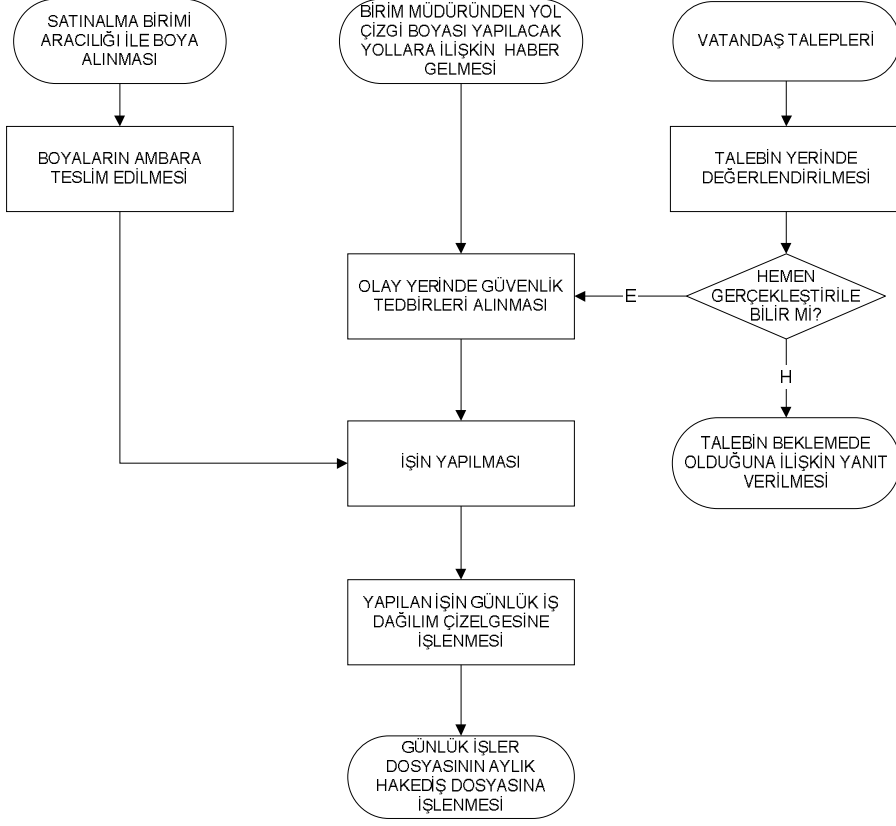 SATINALMA BİRİMİ
ARACILIĞI İLE BOYA
ALINMASI
BİRİM MÜDÜRÜNDEN YOL
ÇİZGİ BOYASI YAPILACAK
YOLLARA İLİŞKİN HABER
GELMESİ
VATANDAŞ TALEPLERİ
BOYALARIN AMBARA
TESLİM EDİLMESİ
TALEBİN YERİNDE
DEĞERLENDİRİLMESİ
OLAY YERİNDE GÜVENLİK
TEDBİRLERİ ALINMASI
E
HEMEN
GERÇEKLEŞTİRİLE
BİLİR Mİ?
H
İŞİN YAPILMASI
TALEBİN BEKLEMEDE
OLDUĞUNA İLİŞKİN YANIT
VERİLMESİ
YAPILAN İŞİN GÜNLÜK İŞ
DAĞILIM ÇİZELGESİNE
İŞLENMESİ
GÜNLÜK İŞLER
DOSYASININ AYLIK
HAKEDİŞ DOSYASINA
İŞLENMESİ